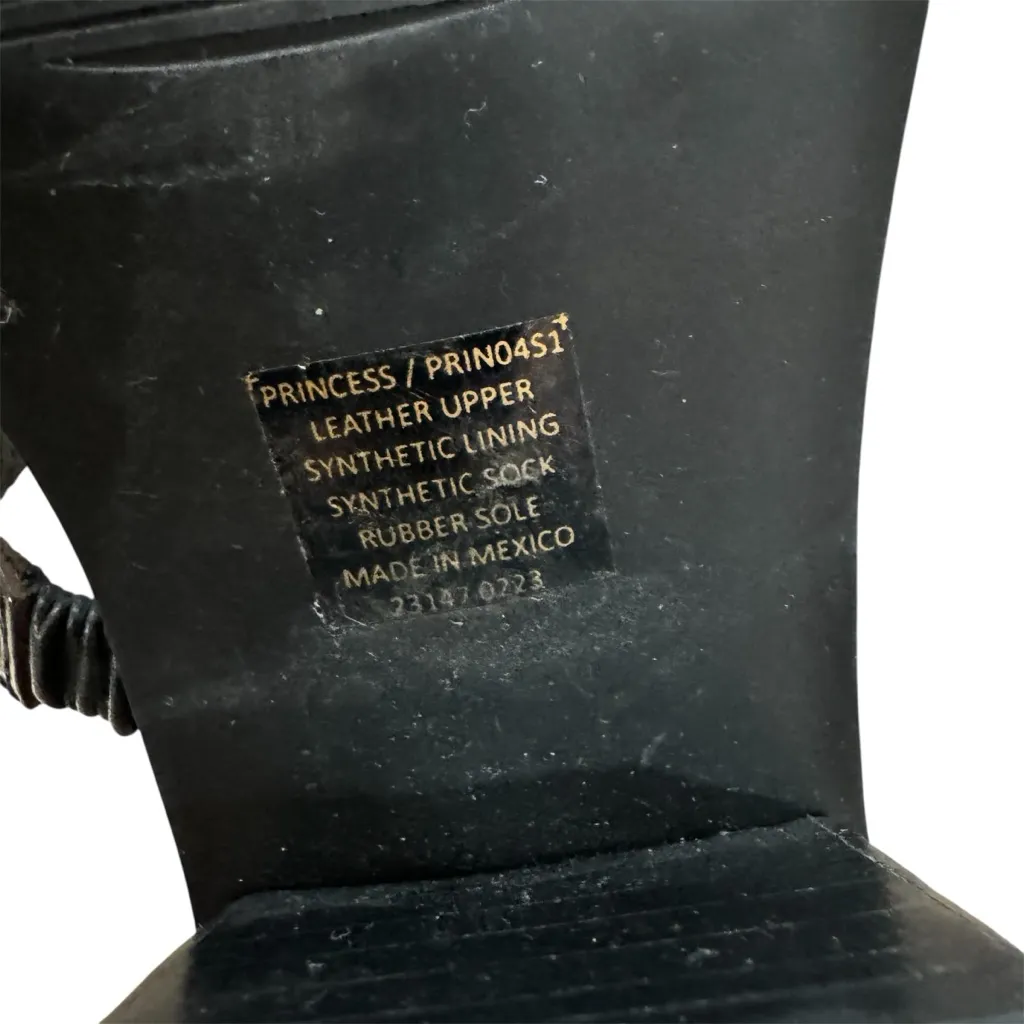 PRINCESS / PRIN04S1
LEATHER UPPER
SYNTHETIC LINING
SYNTHETIC SOCK
RUBBER SOLE
MADE IN MEXICO
23147 0223